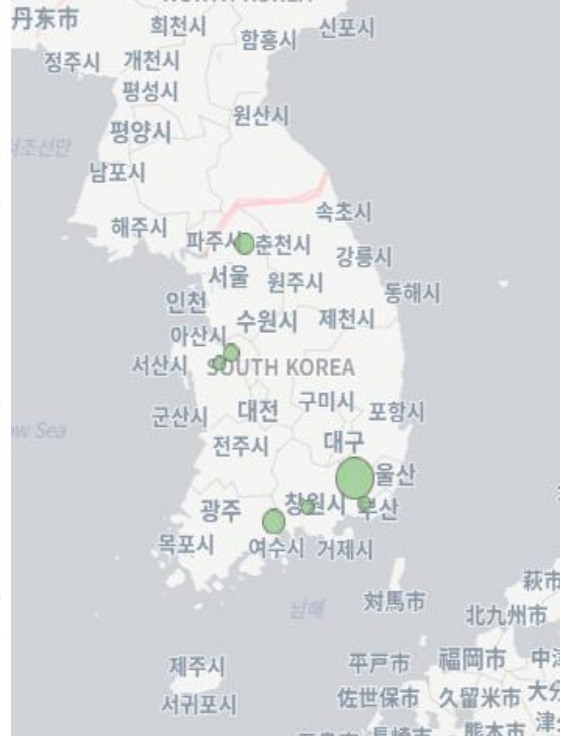 丹东市
희천시
함흥시
신포시
정주시
개천시
평성시
원산시
평양시
서조선만
남포시
해주시
속초시
파주시
춘천시
강릉시
서울
원주시
인천
동해시
수원시
제천시
아산시
서산시
SOUTH KOREA
구미시
군산시
대전
포항시
전주시
대구
울산
창원시
광주
부산
목포시
여수시
거제시
萩市
対馬市
남해
北九州市
제주시
平戸市
福岡市
서귀포시
佐世保市
久留米市
熊本市